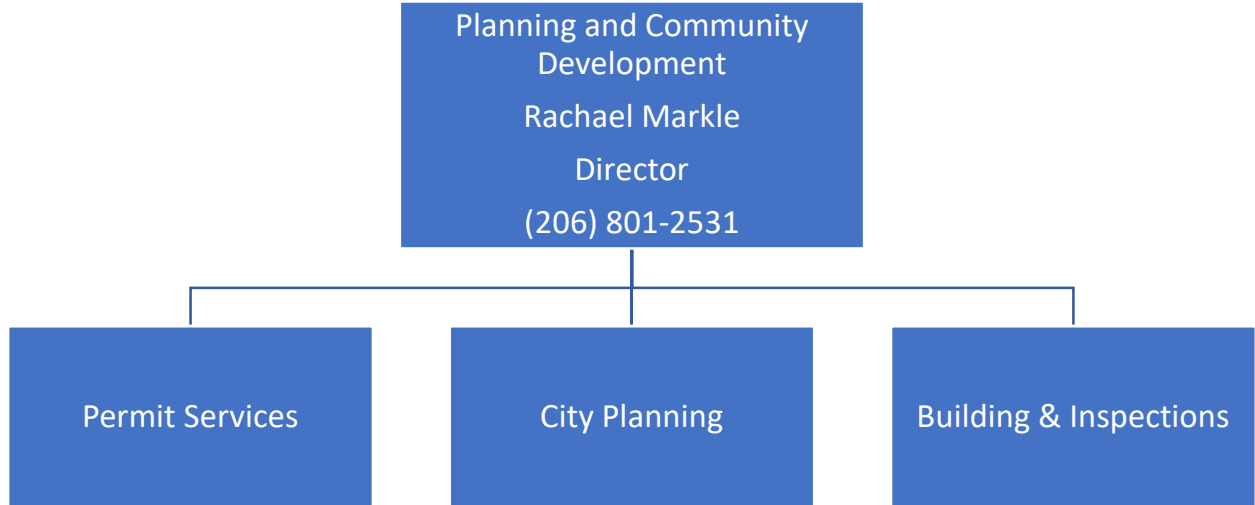 Planning and Community
Development
Rachael Markle
Director
(206) 801-2531
Permit Services
City Planning
Building & Inspections